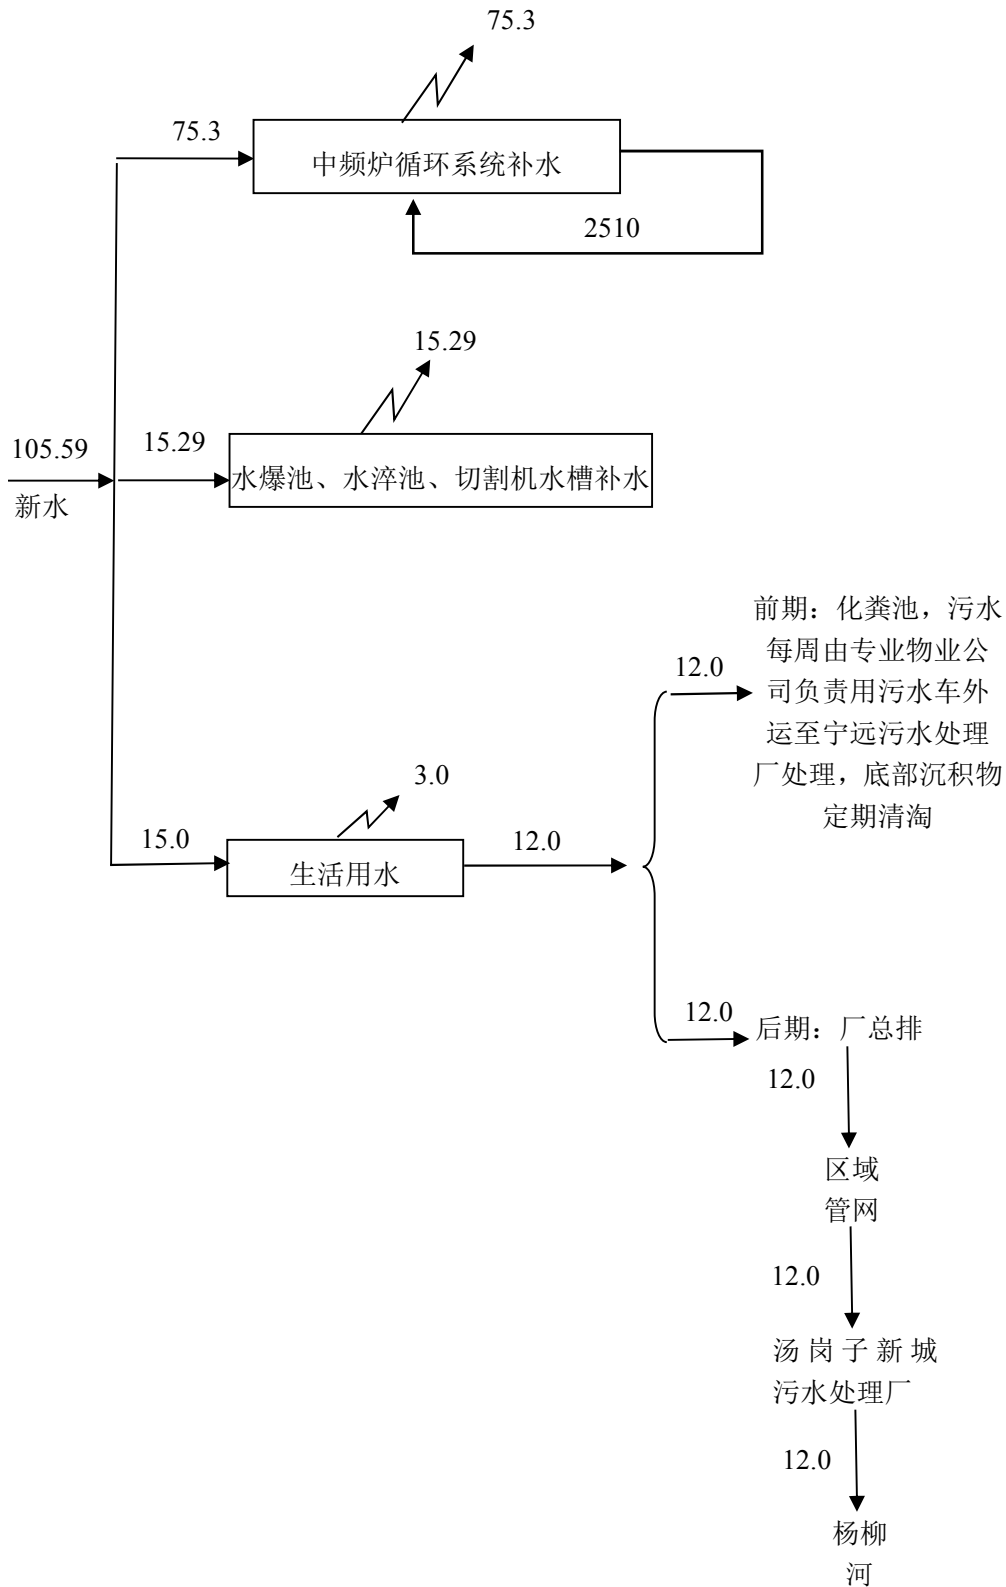 75.3
75.3
中频炉循环系统补水
2510
15.29
105.59
15.29
水爆池、水淬池、切割机水槽补水
新水
前期：化粪池，污水
每周由专业物业公
司负责用污水车外
运至宁远污水处理
厂处理，底部沉积物
定期清淘
12.0
3.0
15.0
生活用水
12.0
12.0
后期：厂总排
12.0
区域
管网
12.0
汤岗子新城
污水处理厂
12.0
杨柳
河